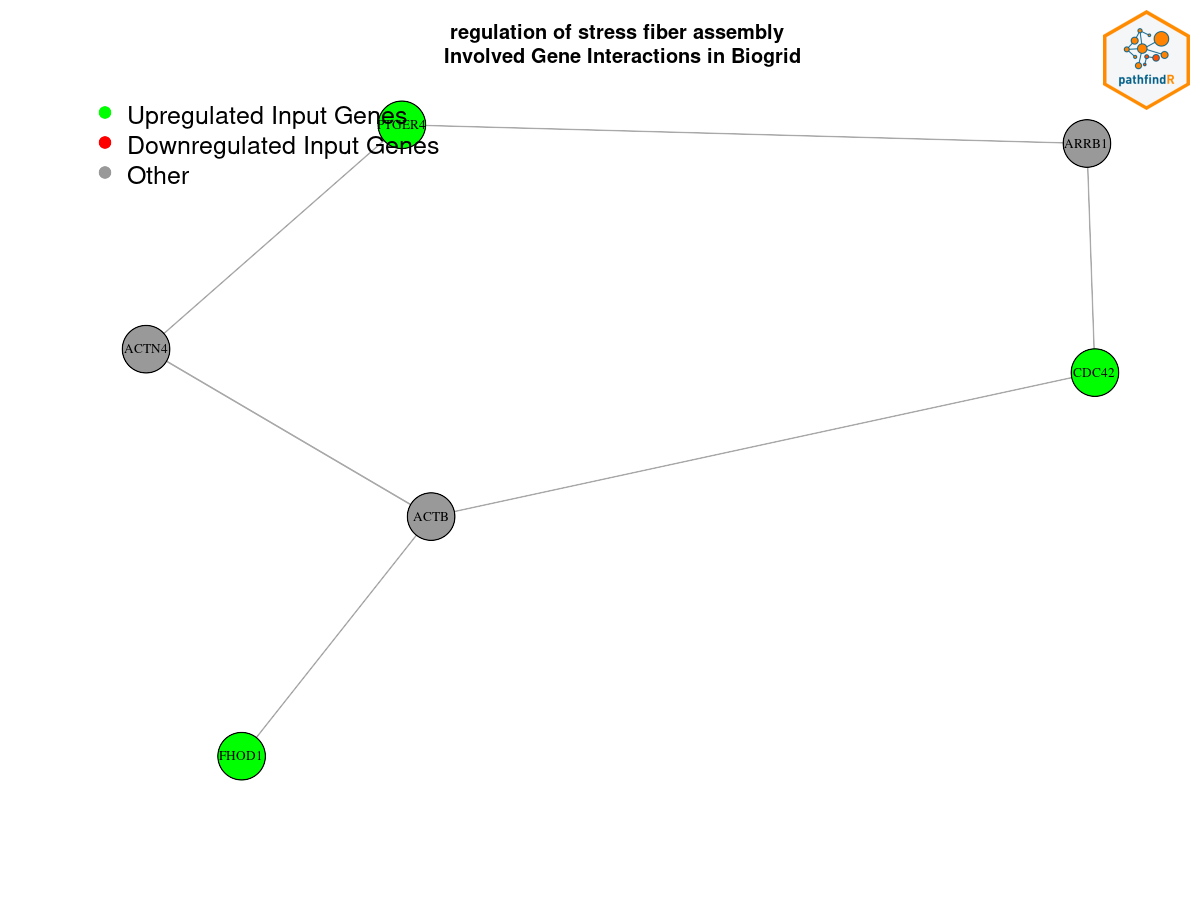 regulation of stress fiber assembly
Involved Gene Interactions in Biogrid
pathfindR
Upregulated Input Genes
Downregulated Input Genes
Other
PTGER4
ARRB1
ACTN4
CDC42
ACTB
FHOD1